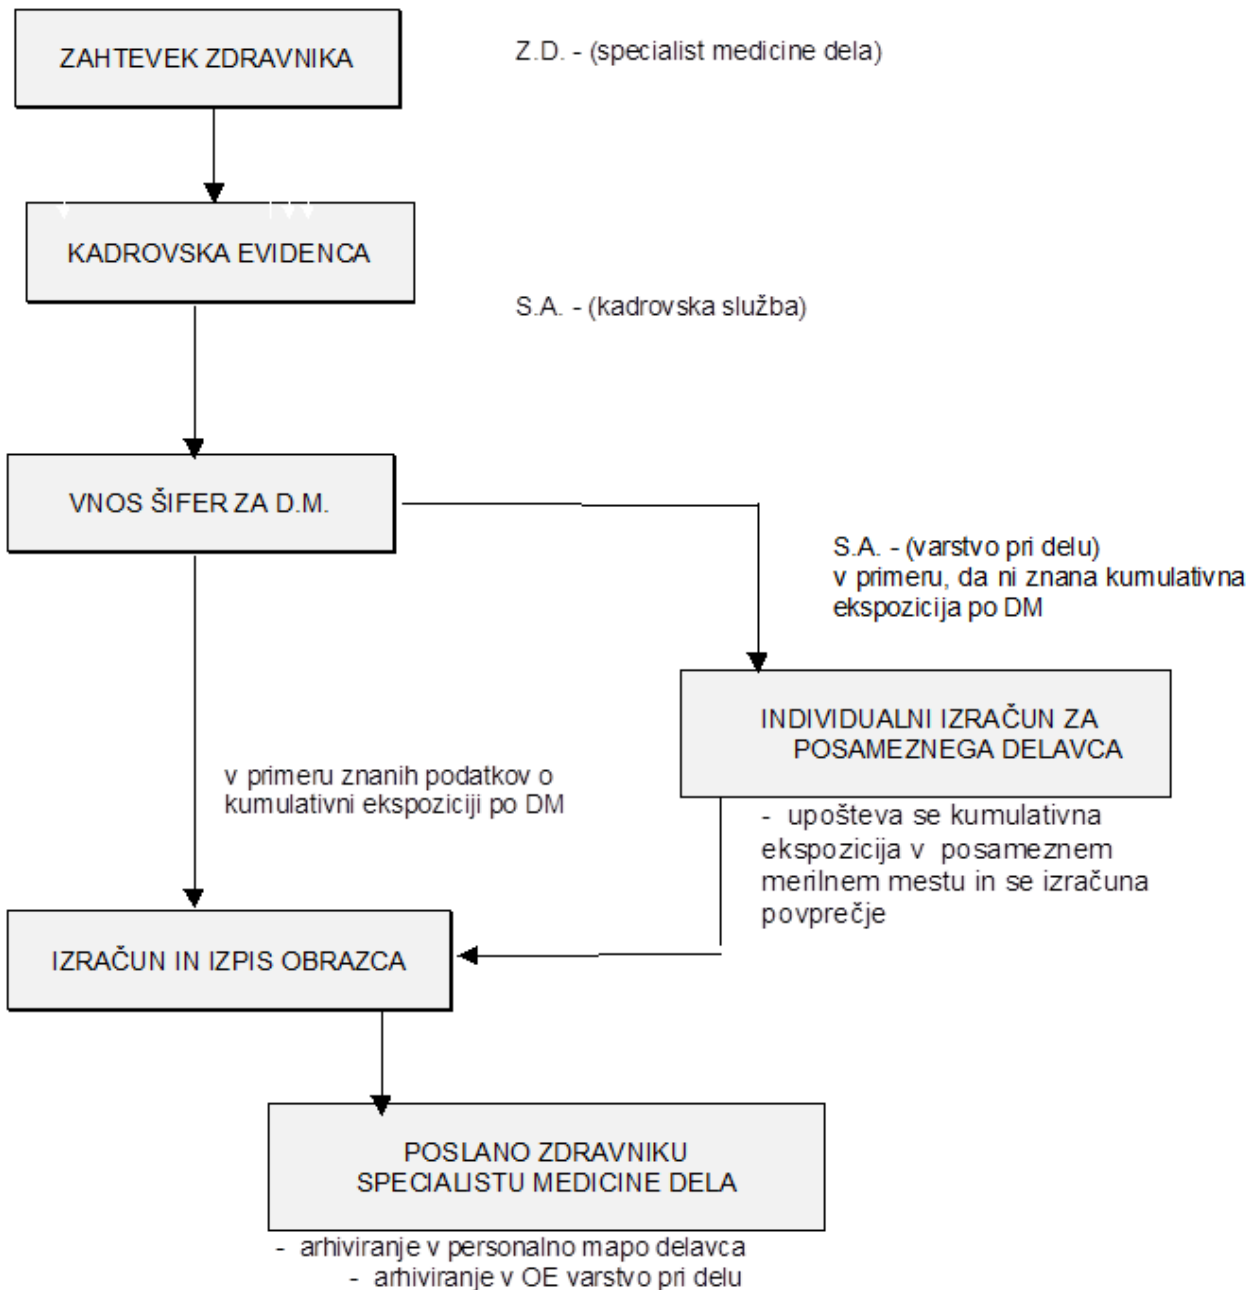 ZAHTEVEK ZDRAVNIKA
Z.D. - (specialist medicine dela)
KADROVSKA EVIDENCA
S.A. - (kadrovska služba)
VNOS ŠIFER ZA D.M.
S.A. - (varstvo pri delu)
v primeru, da ni znana kumulativna
ekspozicija po DM
INDIVIDUALNI IZRAČUN ZA
POSAMEZNEGA DELAVCA
v primeru znanih podatkov o
kumulativni ekspoziciji po DM
- upošteva se kumulativna
ekspozicija v posameznem
merilnem mestu in se izračuna
povprečje
IZRAČUN IN IZPIS OBRAZCA
POSLANO ZDRAVNIKU
SPECIALISTU MEDICINE DELA
- arhiviranje v personalno mapo delavca
- arhiviranje v OE varstvo pri delu